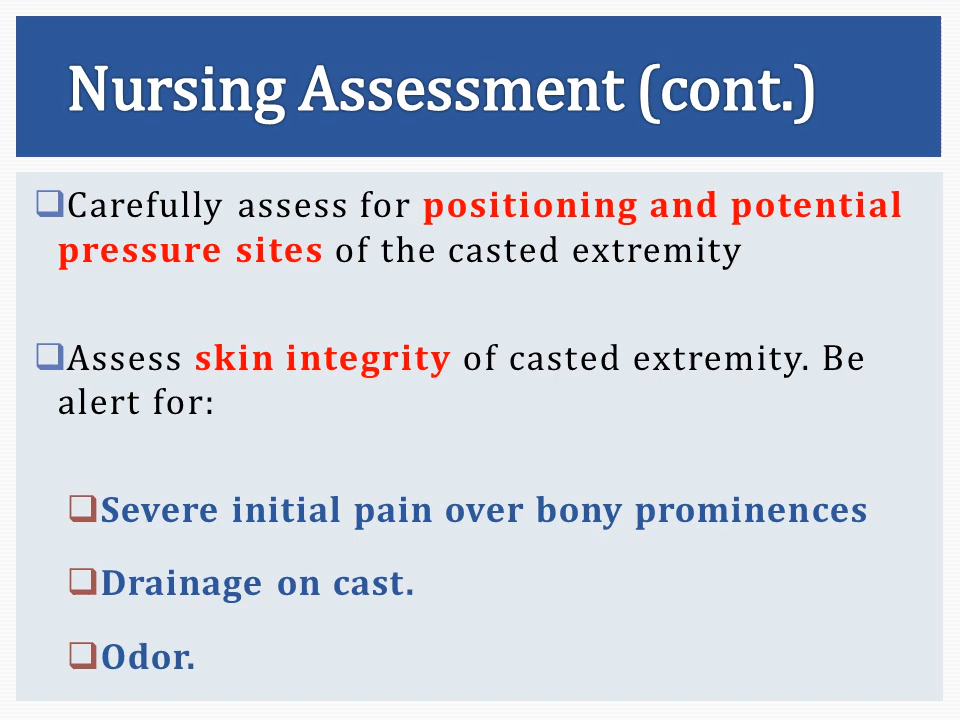 Nursing Assessment (cont.)
❑Carefully assess for positioning and potential
pressure sites of the casted extremity
❑Assess skin integrity of casted extremity. Be
alert for:
❑Severe initial pain over bony prominences
❑Drainage on cast.
❑Odor.